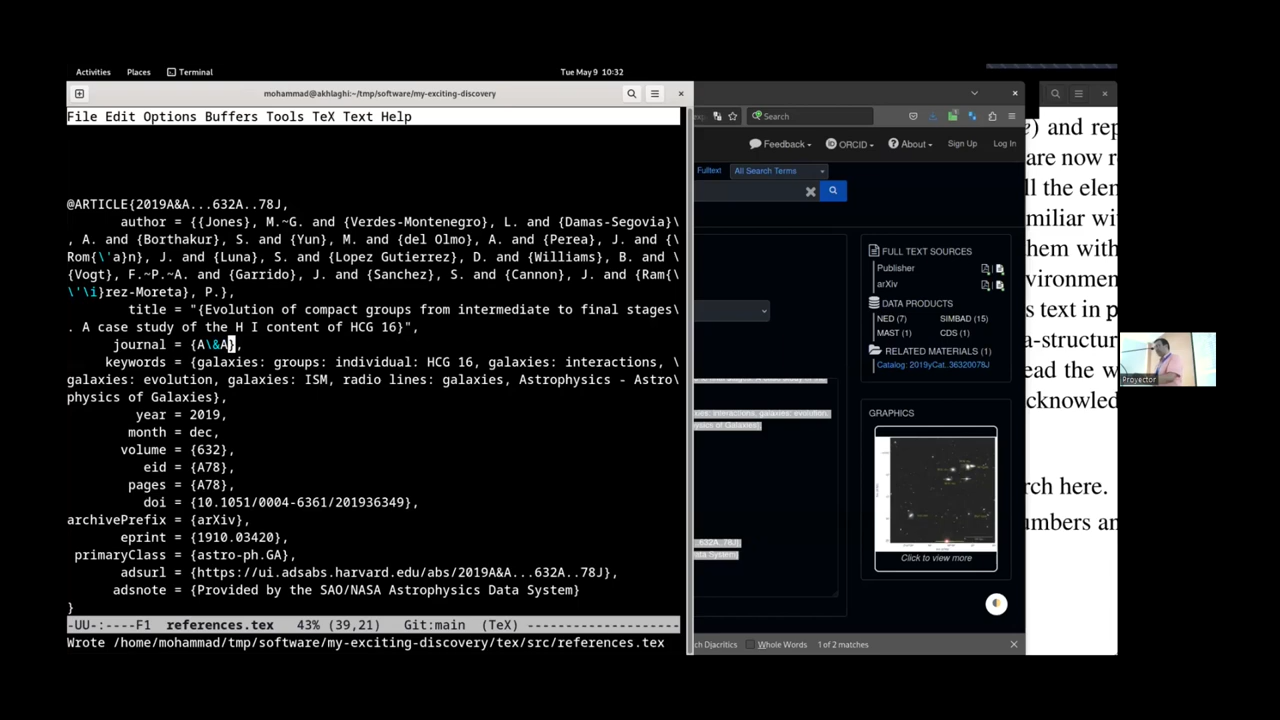 Activities Places Terminal Tue May 9 10:32
mohammad@akhlaghi:~/tmp/software/my-exciting-discovery
File Edit Options Buffers Tools TeX Text Help
@ARTICLE{2019A&A...632A..78J,
author = {{Jones}, M.~G. and {Verdes-Montenegro}, L. and {Damas-Segovia}\
, A. and {Borthakur}, S. and {Yun}, M. and {del Olmo}, A. and {Perea}, J. and {\
Rom{\'a}n}, J. and {Luna}, S. and {Lopez Gutierrez}, D. and {Williams}, B. and \
{Vogt}, F.~P.~A. and {Garrido}, J. and {Sanchez}, S. and {Cannon}, J. and {Ram{\
\'\i}rez-Moreta}, P.},
title = "{Evolution of compact groups from intermediate to final stages\
. A case study of the H I content of HCG 16}",
journal = {A\&A},
keywords = {galaxies: groups: individual: HCG 16, galaxies: interactions, \
galaxies: evolution, galaxies: ISM, radio lines: galaxies, Astrophysics - Astro\
physics of Galaxies},
year = 2019,
month = dec,
volume = {632},
eid = {A78},
pages = {A78},
doi = {10.1051/0004-6361/201936349},
archivePrefix = {arXiv},
eprint = {1910.03420},
primaryClass = {astro-ph.GA},
adsurl = {https://ui.adsabs.harvard.edu/abs/2019A&A...632A..78J},
adsnote = {Provided by the SAO/NASA Astrophysics Data System}
}
-UU-:----F1 references.tex 43% (39,21) Git:main (TeX) -----------------------
Wrote /home/mohammad/tmp/software/my-exciting-discovery/tex/src/references.tex
Search
Feedback ORCID About Sign Up Log In
Fulltext All Search Terms
FULL TEXT SOURCES
Publisher
arXiv
DATA PRODUCTS
NED (7) SIMBAD (15)
MAST (1) CDS (1)
RELATED MATERIALS (1)
Catalog: 2019yCat..36320078J
GRAPHICS
Click to view more
ch Djacritics Whole Words 1 of 2 matches
) and rep
are now r
ll the elem
miliar wi
them with
vironmen
s text in p
a-structur
ead the w
cknowled
rch here.
umbers an
Proyector